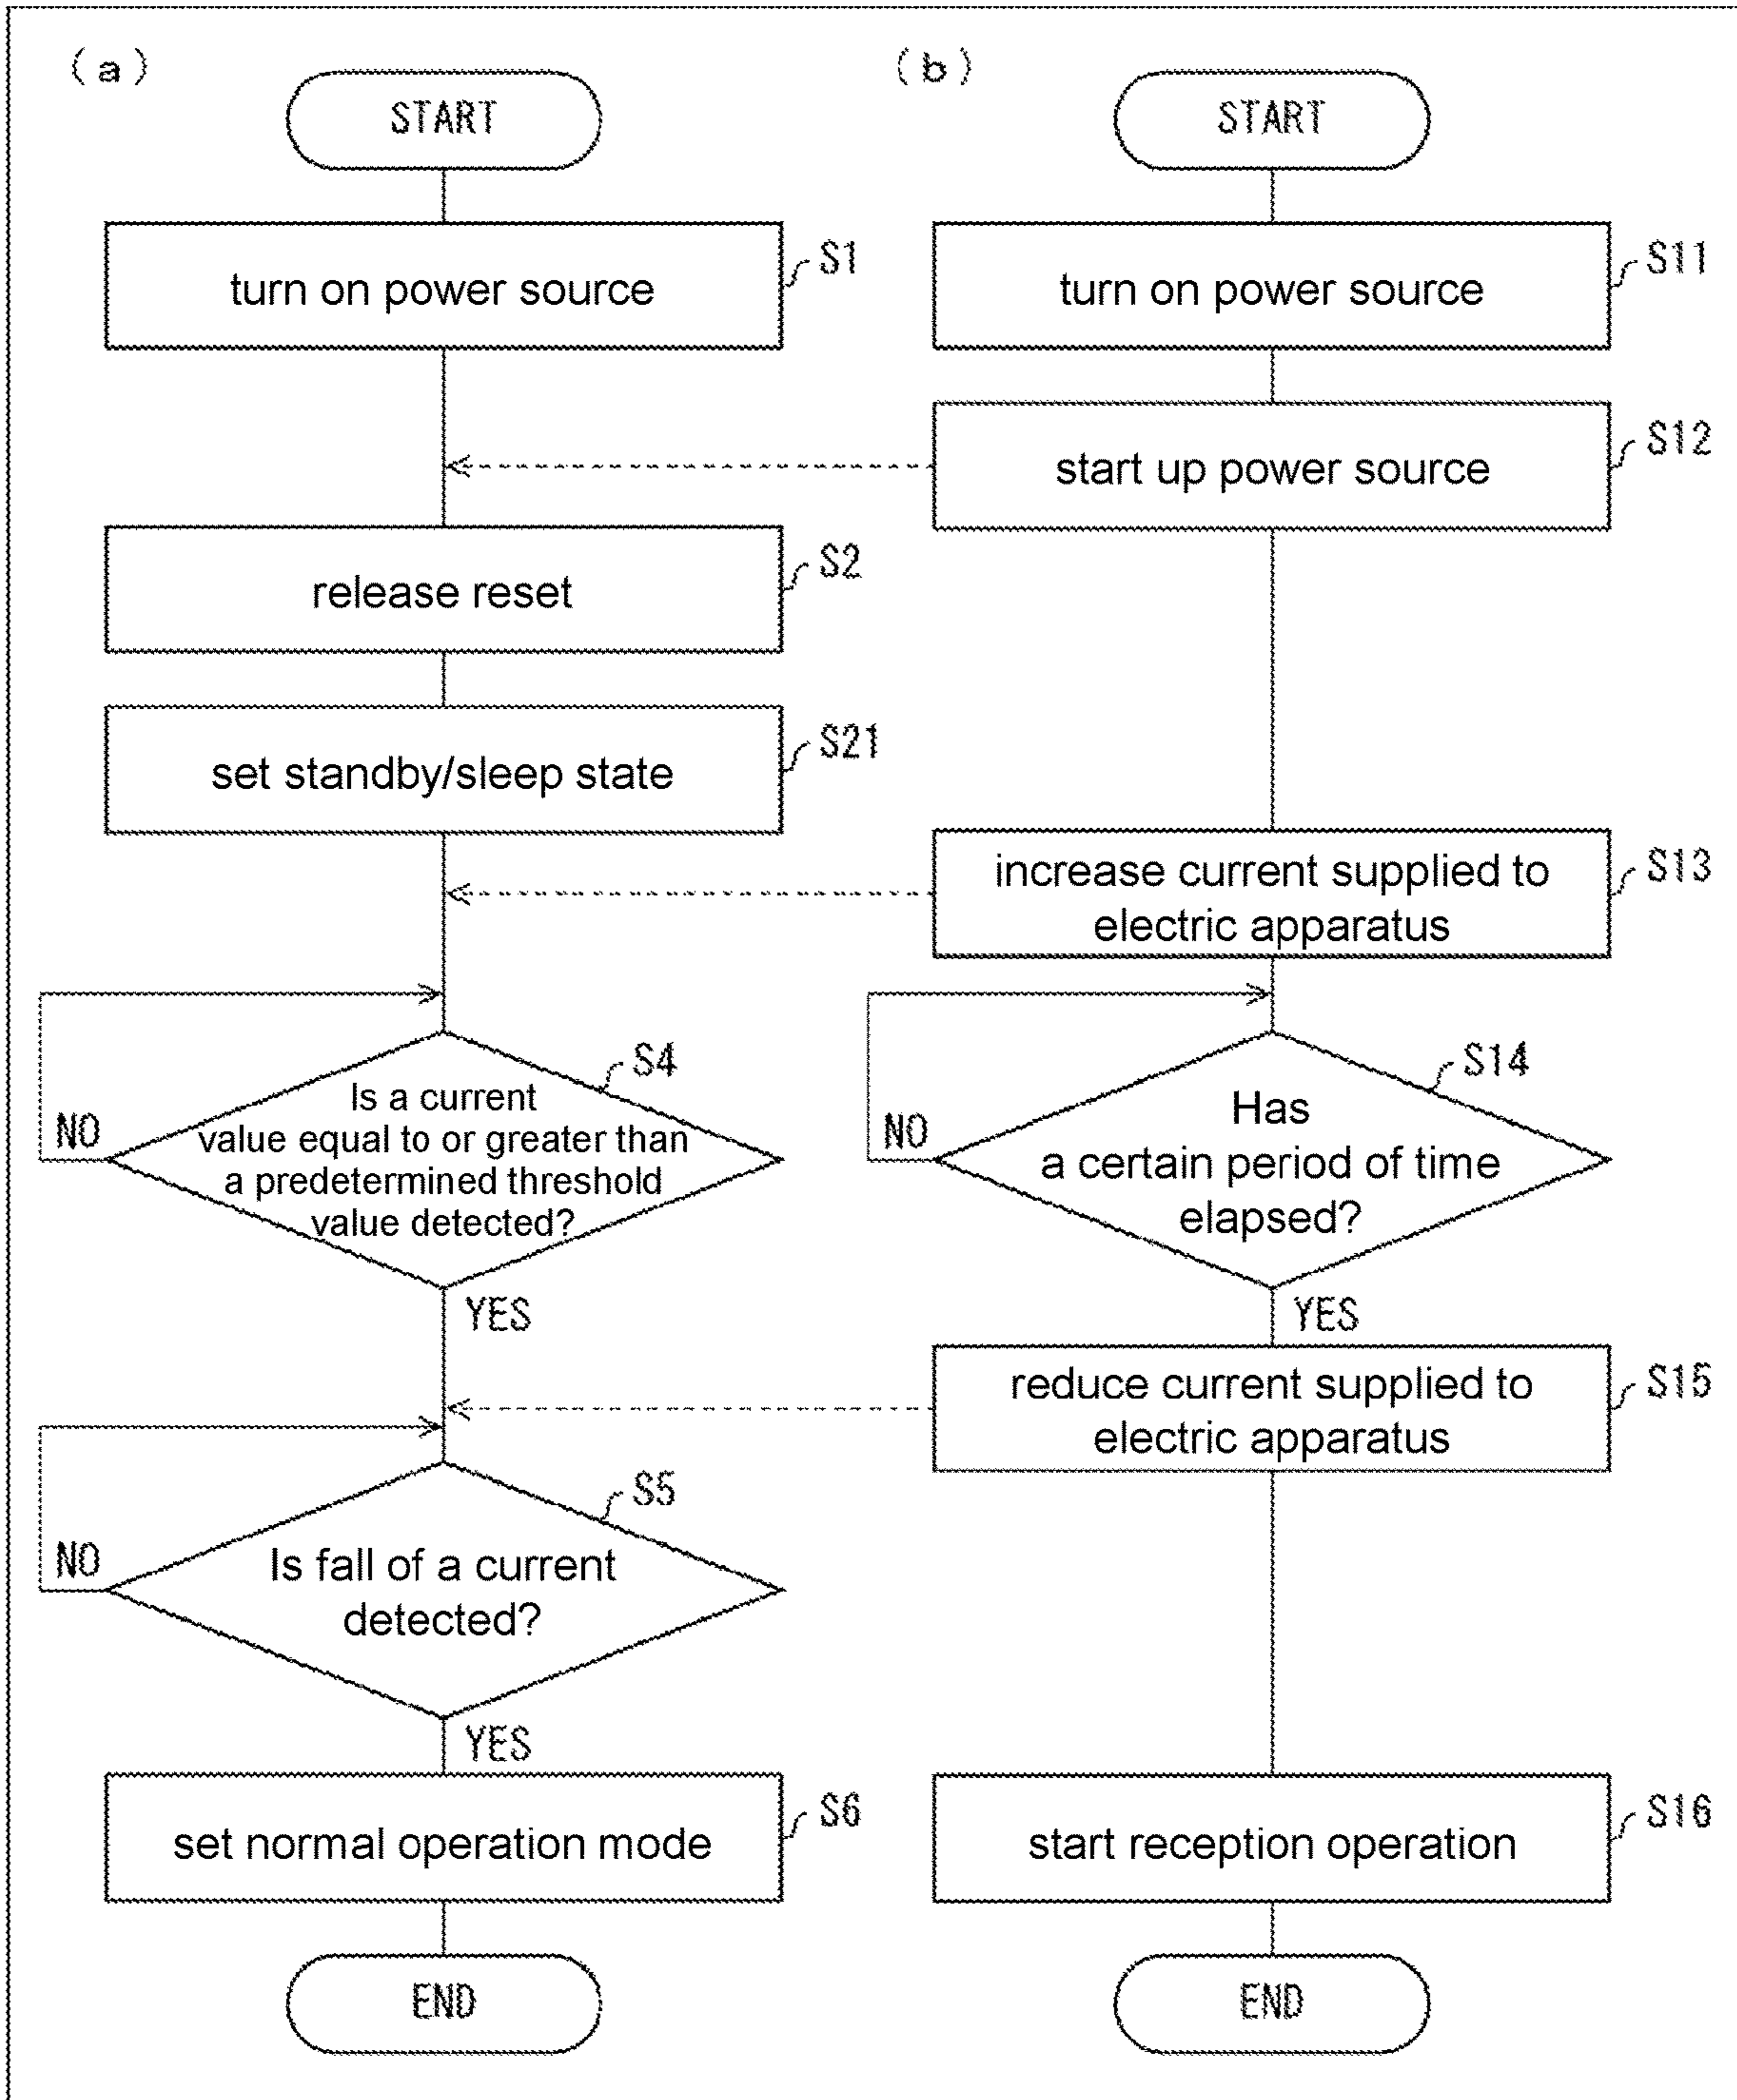 (a)
START
turn on power source
S1
release reset
S2
set standby/sleep state
S21
Is a current
value equal to or greater than
a predetermined threshold
value detected?
S4
NO
YES
Is fall of a current
detected?
S5
NO
YES
set normal operation mode
S6
END
(b)
START
turn on power source
S11
start up power source
S12
increase current supplied to
electric apparatus
S13
Has
a certain period of time
elapsed?
S14
NO
YES
reduce current supplied to
electric apparatus
S15
start reception operation
S16
END